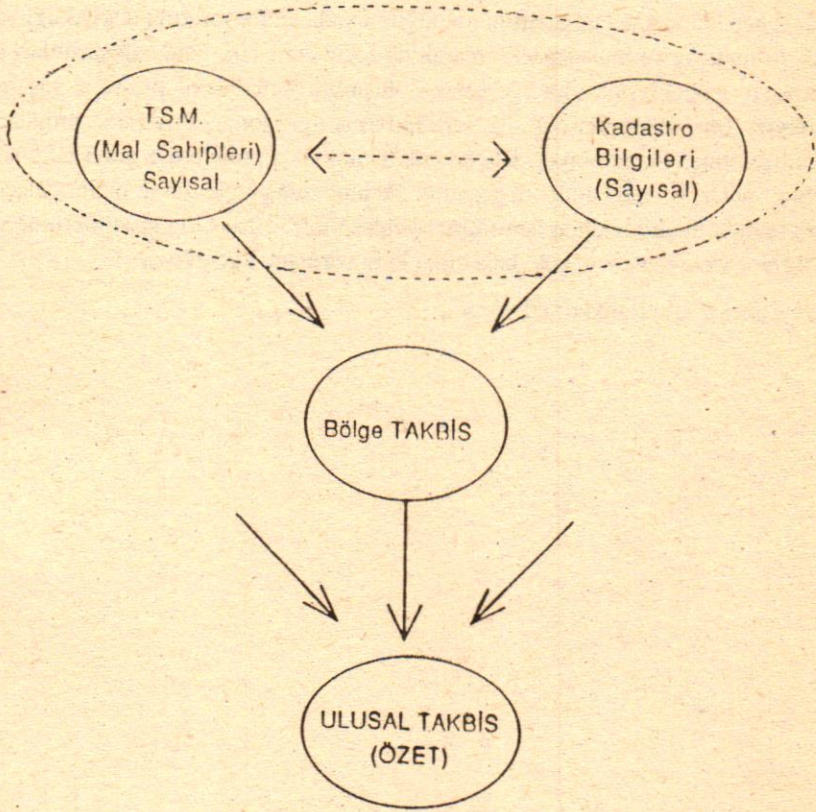 T.S.M.
(Mal Sahipleri)
Sayısal
Kadastro
Bilgileri
(Sayısal)
Bölge TAKBİS
ULUSAL TAKBİS
(ÖZET)